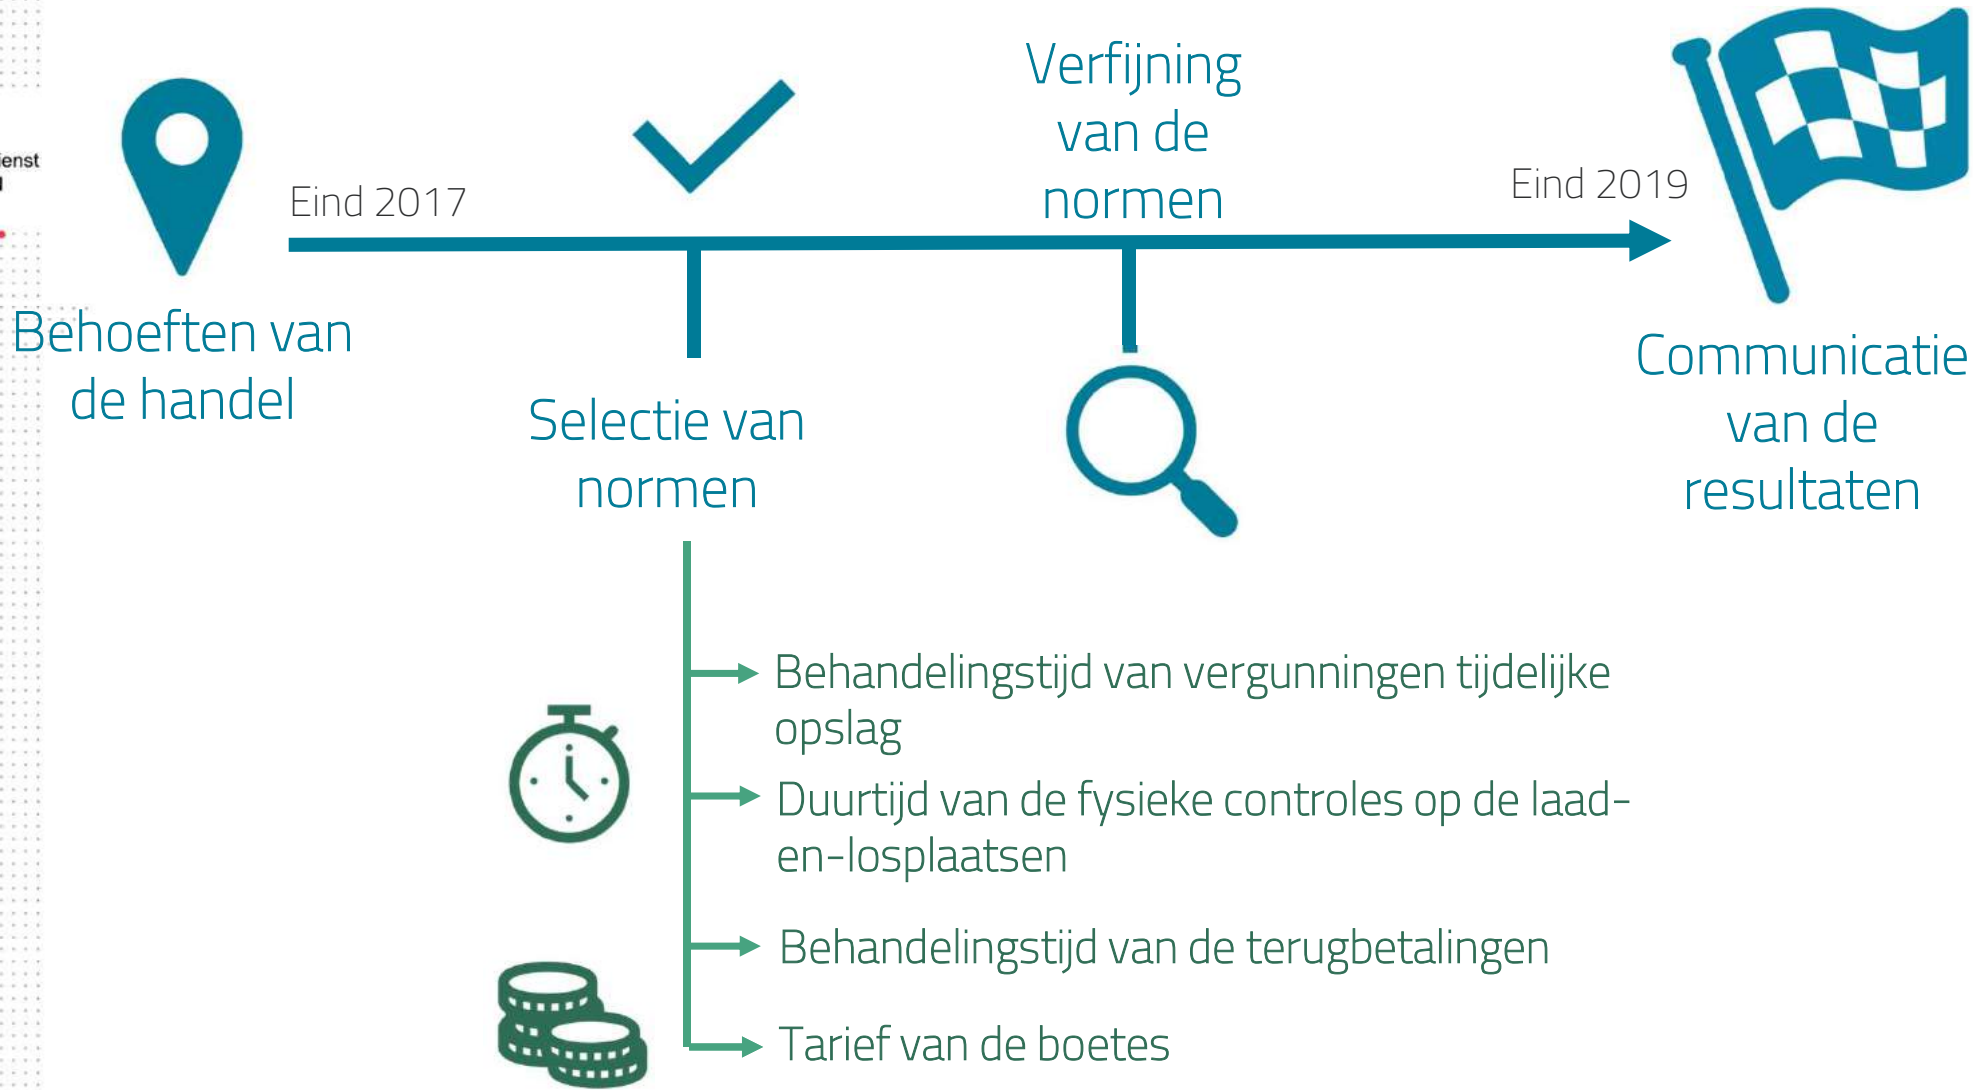 ienst
Eind 2017
Verfijning
van de
normen
Eind 2019
Behoeften van
de handel
Selectie van
normen
Communicatie
van de
resultaten
Behandelingstijd van vergunningen tijdelijke
opslag
Duurtijd van de fysieke controles op de laad-
en-losplaatsen
Behandelingstijd van de terugbetalingen
Tarief van de boetes